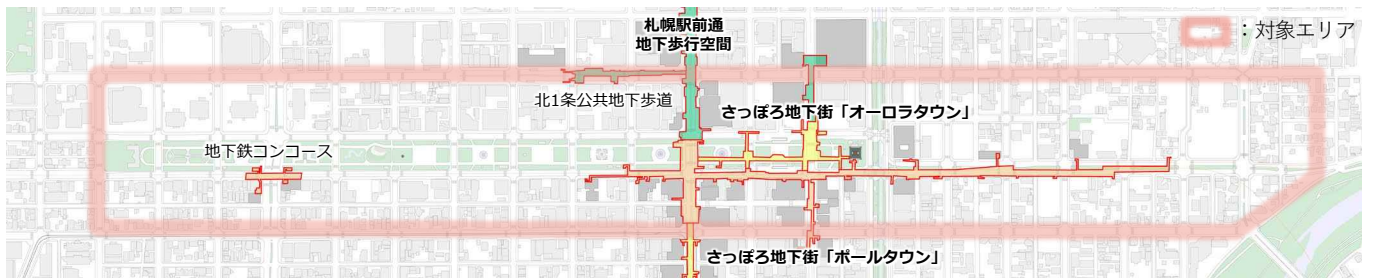 札幌駅前通
地下歩行空間
：対象エリア
北1条公共地下歩道
さっぽろ地下街「オーロラタウン」
地下鉄コンコース
さっぽろ地下街「ポールタウン」